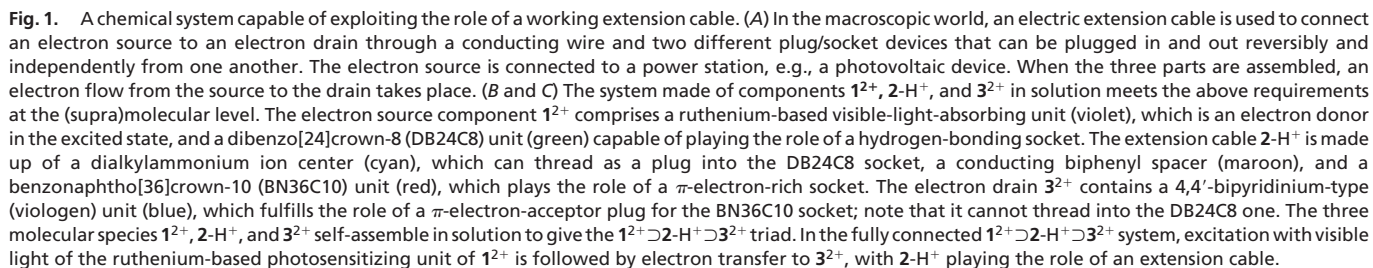 Fig. 1. A chemical system capable of exploiting the role of a working extension cable. (A) In the macroscopic world, an electric extension cable is used to connect
an electron source to an electron drain through a conducting wire and two different plug/socket devices that can be plugged in and out reversibly and
independently from one another. The electron source is connected to a power station, e.g., a photovoltaic device. When the three parts are assembled, an
electron flow from the source to the drain takes place. (B and C) The system made of components 1²⁺, 2-H⁺, and 3²⁺ in solution meets the above requirements
at the (supra)molecular level. The electron source component 1²⁺ comprises a ruthenium-based visible-light-absorbing unit (violet), which is an electron donor
in the excited state, and a dibenzo[24]crown-8 (DB24C8) unit (green) capable of playing the role of a hydrogen-bonding socket. The extension cable 2-H⁺ is made
up of a dialkylammonium ion center (cyan), which can thread as a plug into the DB24C8 socket, a conducting biphenyl spacer (maroon), and a
benzonaphtho[36]crown-10 (BN36C10) unit (red), which plays the role of a π-electron-rich socket. The electron drain 3²⁺ contains a 4,4′-bipyridinium-type
(viologen) unit (blue), which fulfills the role of a π-electron-acceptor plug for the BN36C10 socket; note that it cannot thread into the DB24C8 one. The three
molecular species 1²⁺, 2-H⁺, and 3²⁺ self-assemble in solution to give the 1²⁺⊃2-H⁺⊃3²⁺ triad. In the fully connected 1²⁺⊃2-H⁺⊃3²⁺ system, excitation with visible
light of the ruthenium-based photosensitizing unit of 1²⁺ is followed by electron transfer to 3²⁺, with 2-H⁺ playing the role of an extension cable.